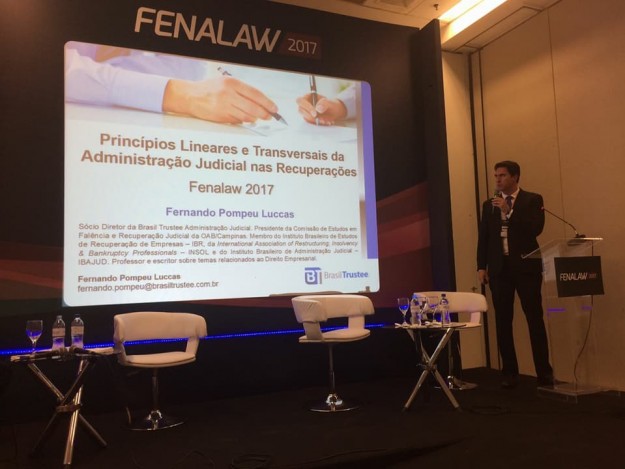 FENALAW 2017
Princípios Lineares e Transversais da
Administração Judicial nas Recuperações
Fenalaw 2017
Fernando Pompeu Luccas
Sócio Diretor da Brasil Trustee Administração Judicial. Presidente da Comissão de Estudos em
Falência e Recuperação Judicial da OAB/Campinas. Membro do Instituto Brasileiro de Estudos
de Recuperação de Empresas – IBR, da International Association of Restructuring, Insolvency
& Bankruptcy Professionals – INSOL e do Instituto Brasileiro de Administração Judicial –
IBAJUD. Professor e escritor sobre temas relacionados ao Direito Empresarial.
Fernando Pompeu Luccas
fernando.pompeu@brasiltrustee.com.br
BT BrasilTrustee
FENALAW